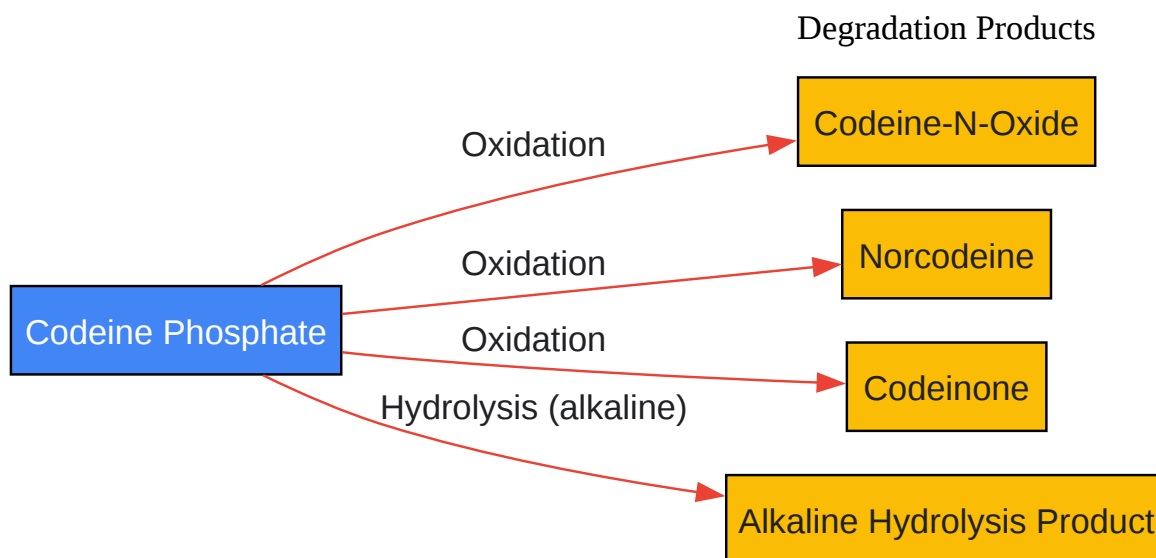 Degradation Products
Codeine-N-Oxide
Oxidation
Norcodeine
Oxidation
Codeine Phosphate
Oxidation
Codeinone
Hydrolysis (alkaline)
Alkaline Hydrolysis Product